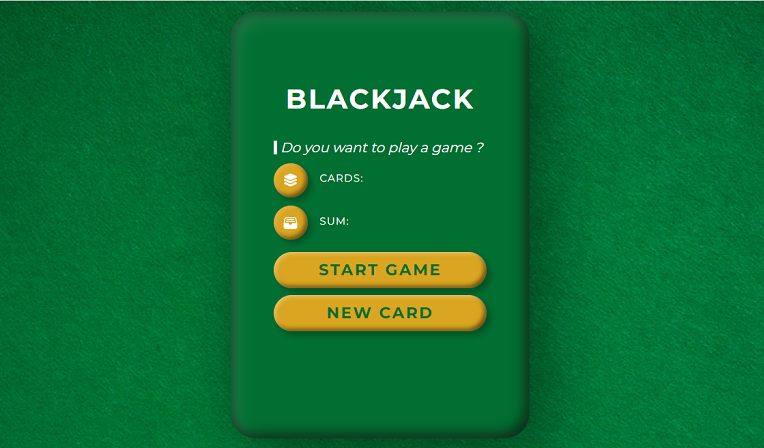 BLACKJACK
Do you want to play a game ?
CARDS:
SUM:
START GAME
NEW CARD